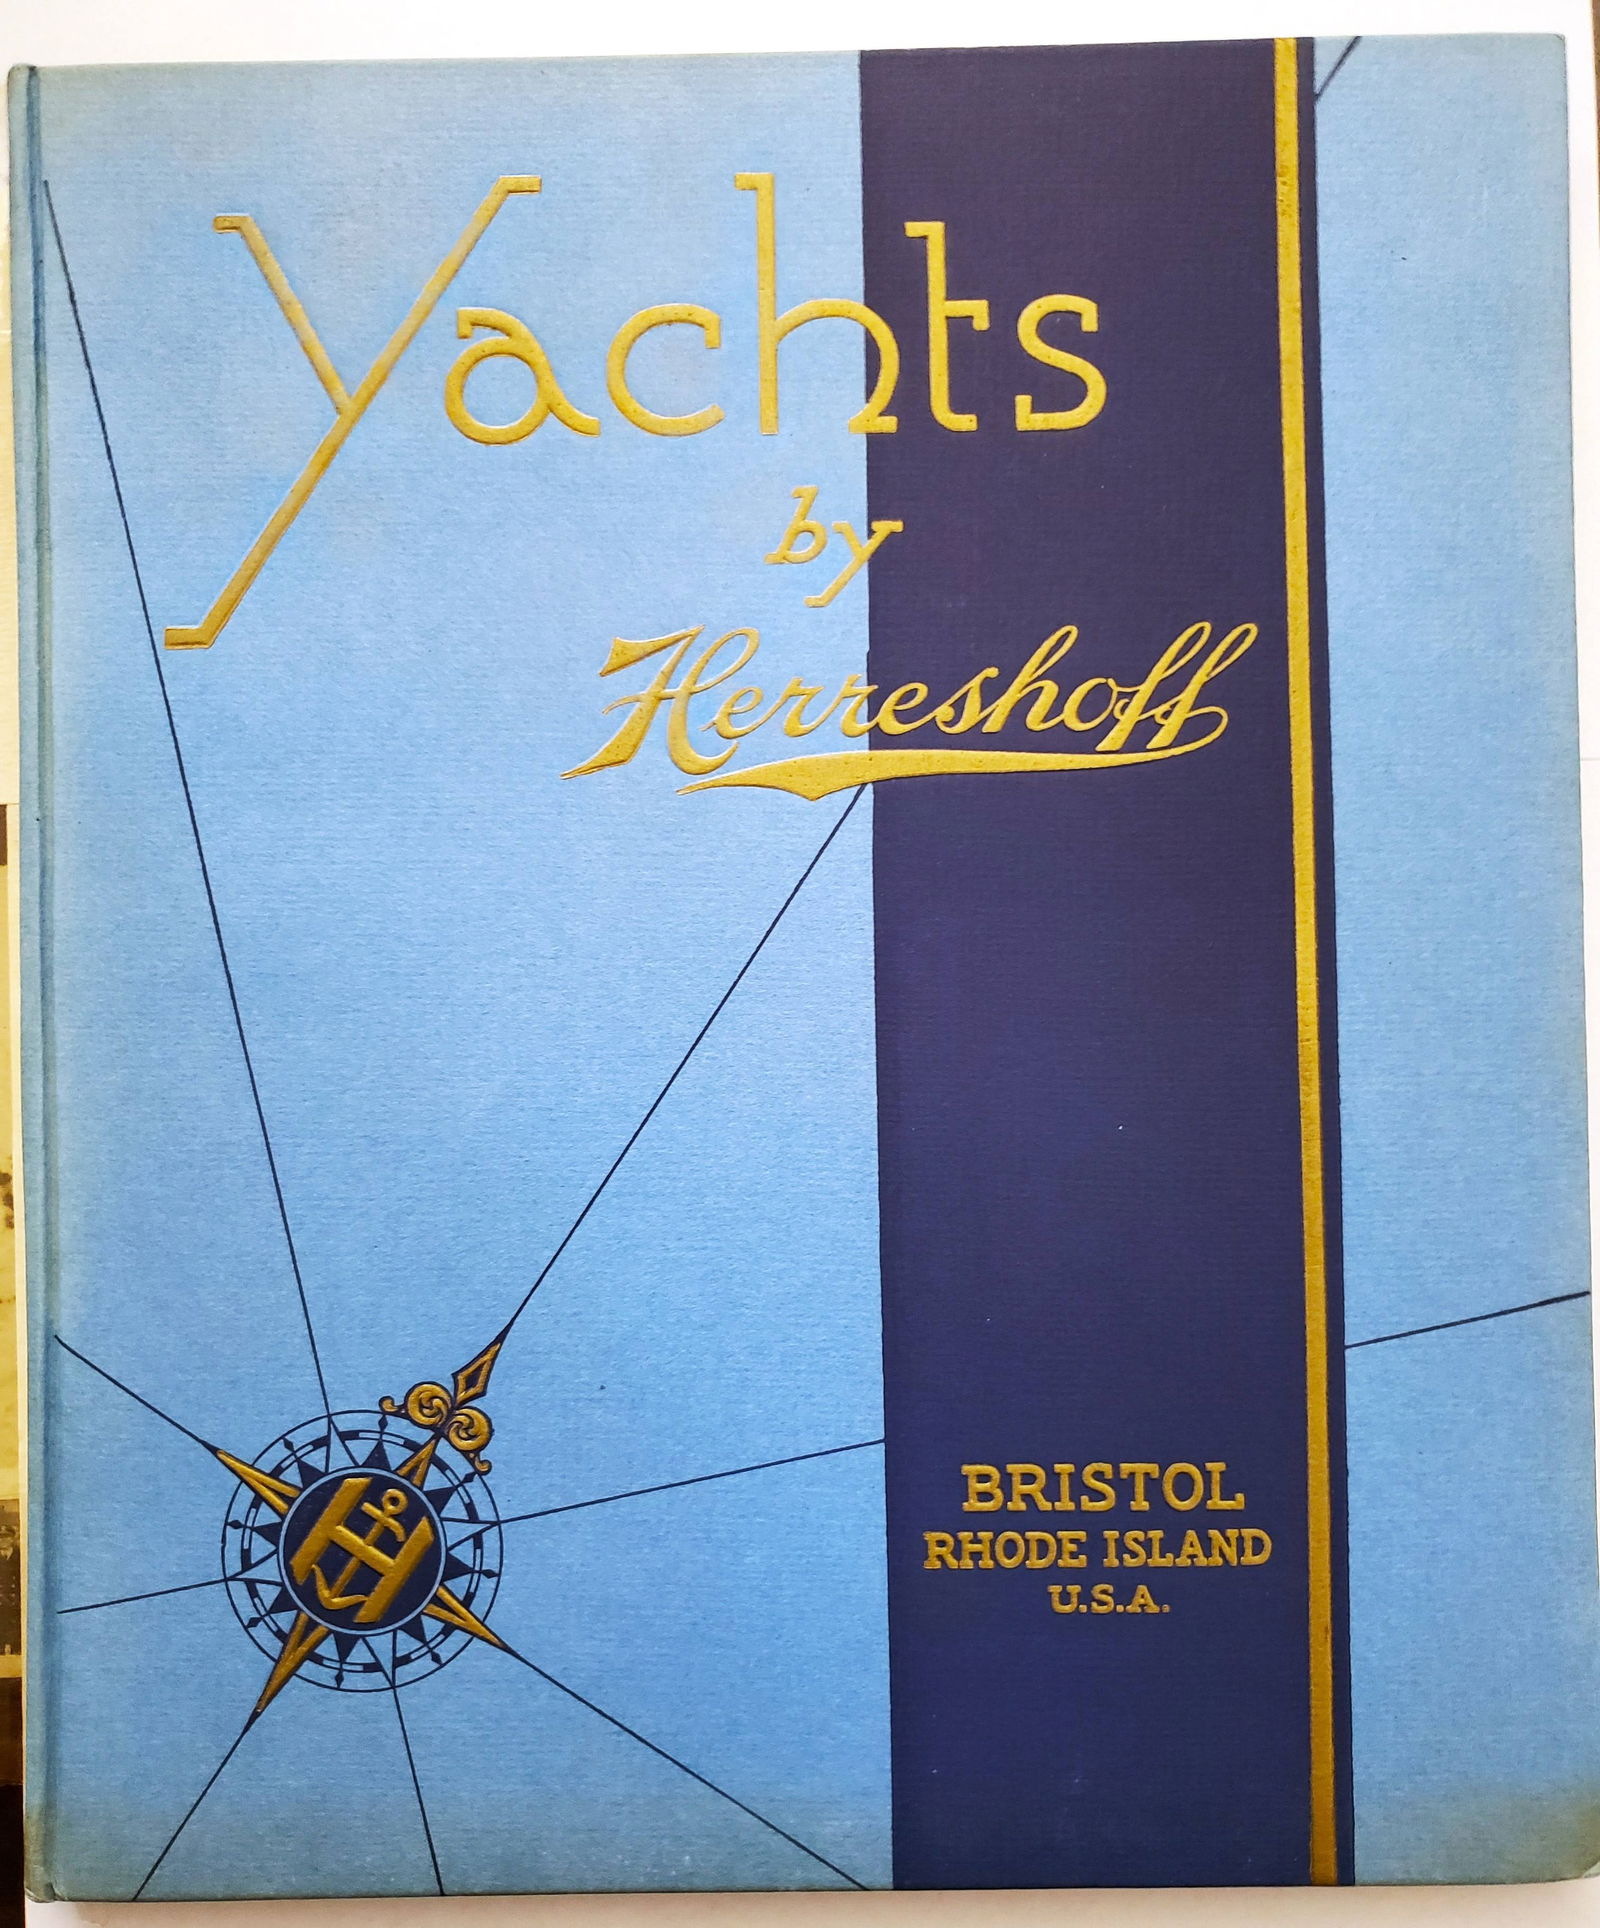 Yachts
by
Herreshoff
H
BRISTOL
RHODE ISLAND
U.S.A.